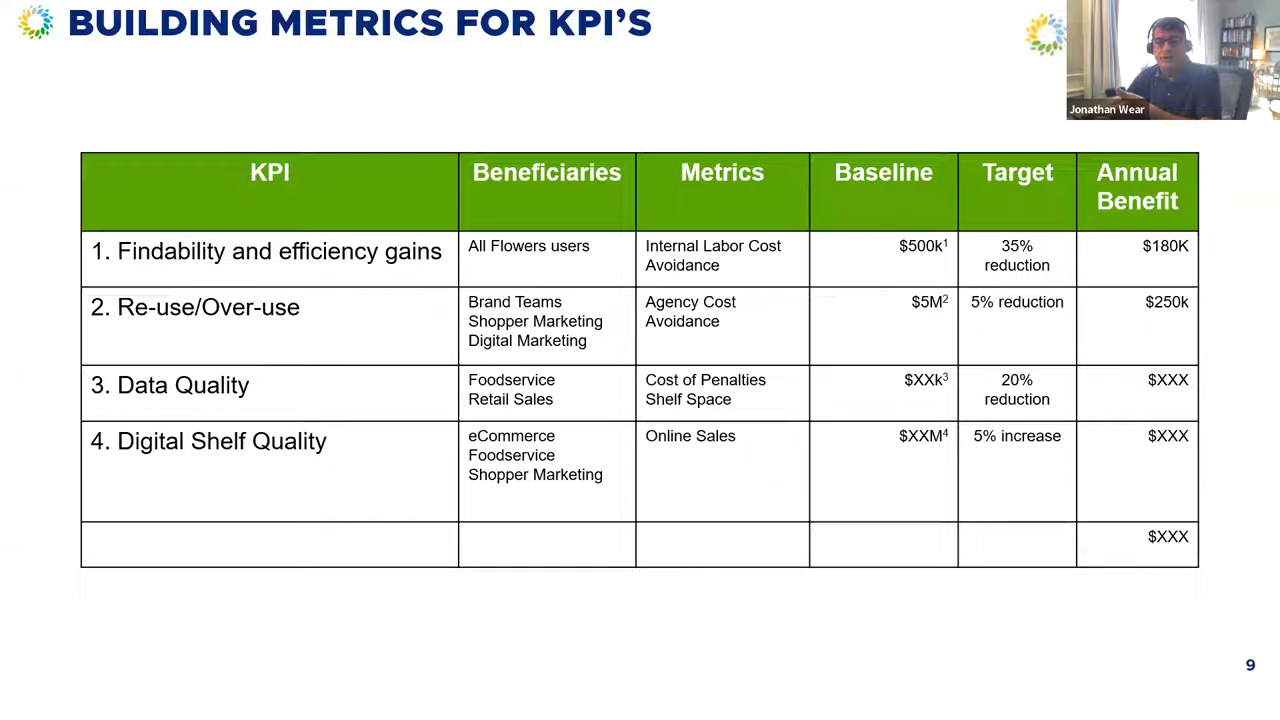 BUILDING METRICS FOR KPI’S
Jonathan Wear
KPI
Beneficiaries
Metrics
Baseline
Target
Annual
Benefit
1. Findability and efficiency gains
All Flowers users
Internal Labor Cost
Avoidance
$500k¹
35%
reduction
$180K
2. Re-use/Over-use
Brand Teams
Shopper Marketing
Digital Marketing
Agency Cost
Avoidance
$5M²
5% reduction
$250k
3. Data Quality
Foodservice
Retail Sales
Cost of Penalties
Shelf Space
$XXk³
20%
reduction
$XXX
4. Digital Shelf Quality
eCommerce
Foodservice
Shopper Marketing
Online Sales
$XXM⁴
5% increase
$XXX
$XXX
9